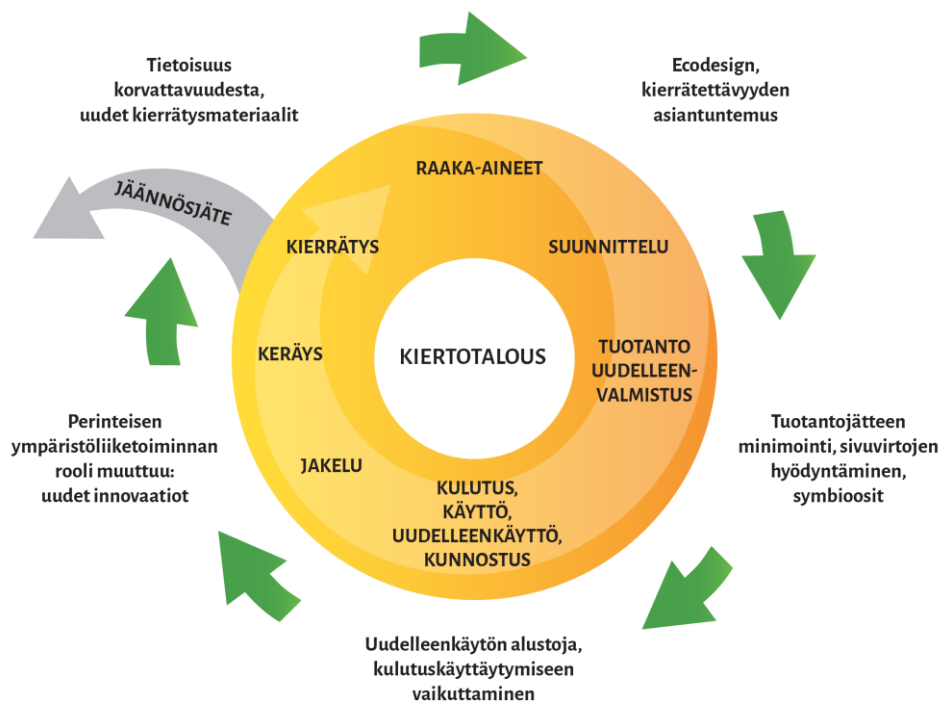 Tietoisuus
korvattavuudesta,
uudet kierrätysmateriaalit
Ecodesign,
kierrätettävyyden
asiantuntemus
JÄÄNNÖSJÄTE
RAAKA-AINEET
KIERRÄTYS
SUUNNITTELU
KERÄYS
KIERTOTALOUS
TUOTANTO
UUDELLEEN-
VALMISTUS
Perinteisen
ympäristöliiketoiminnan
rooli muuttuu:
uudet innovaatiot
Tuotantojätteen
minimointi, sivuvirtojen
hyödyntäminen,
symbioosit
JAKELU
KULUTUS,
KÄYTTÖ,
UUDELLEENKÄYTTÖ,
KUNNOSTUS
Uudelleenkäytön alustoja,
kulutuskäyttäytymiseen
vaikuttaminen